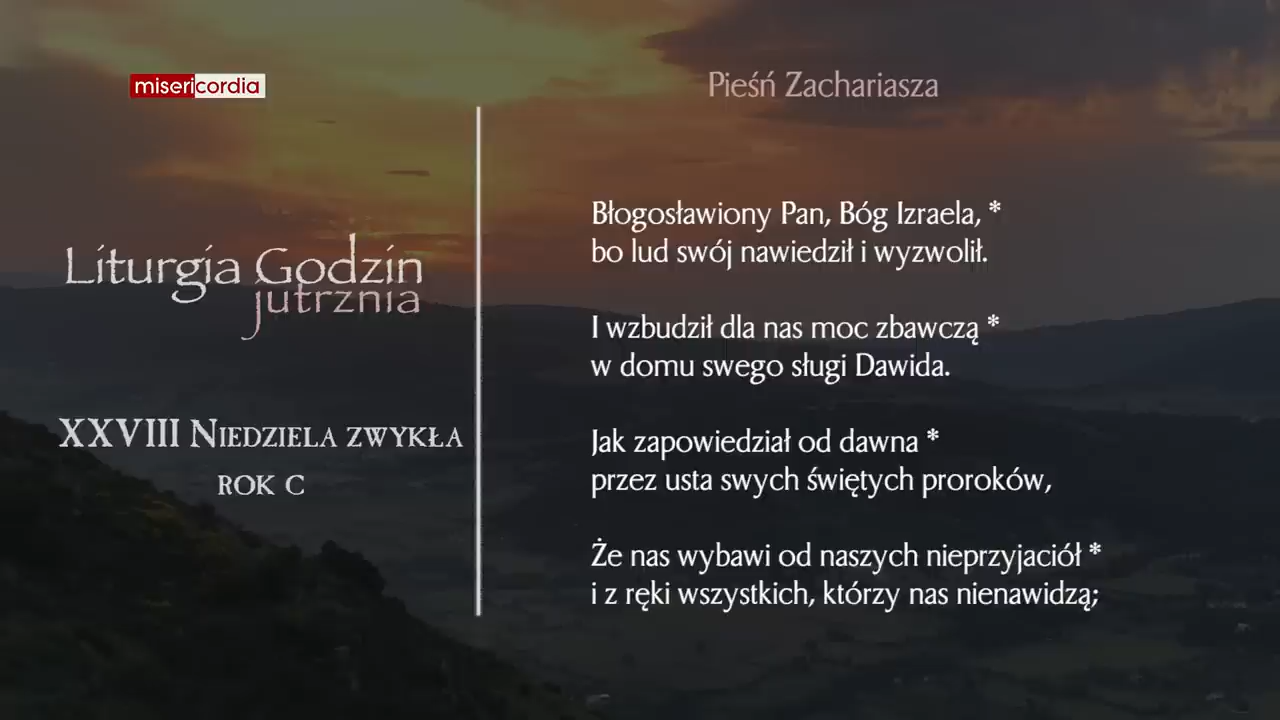 misericordia
Liturgia Godzin
jutrznia
XXVIII Niedziela zwykła
rok C
Pieśń Zachariasza
Błogosławiony Pan, Bóg Izraela, *
bo lud swój nawiedził i wyzwolił.
I wzbudził dla nas moc zbawczą *
w domu swego sługi Dawida.
Jak zapowiedział od dawna *
przez usta swych świętych proroków,
Że nas wybawi od naszych nieprzyjaciół *
i z ręki wszystkich, którzy nas nienawidzą;